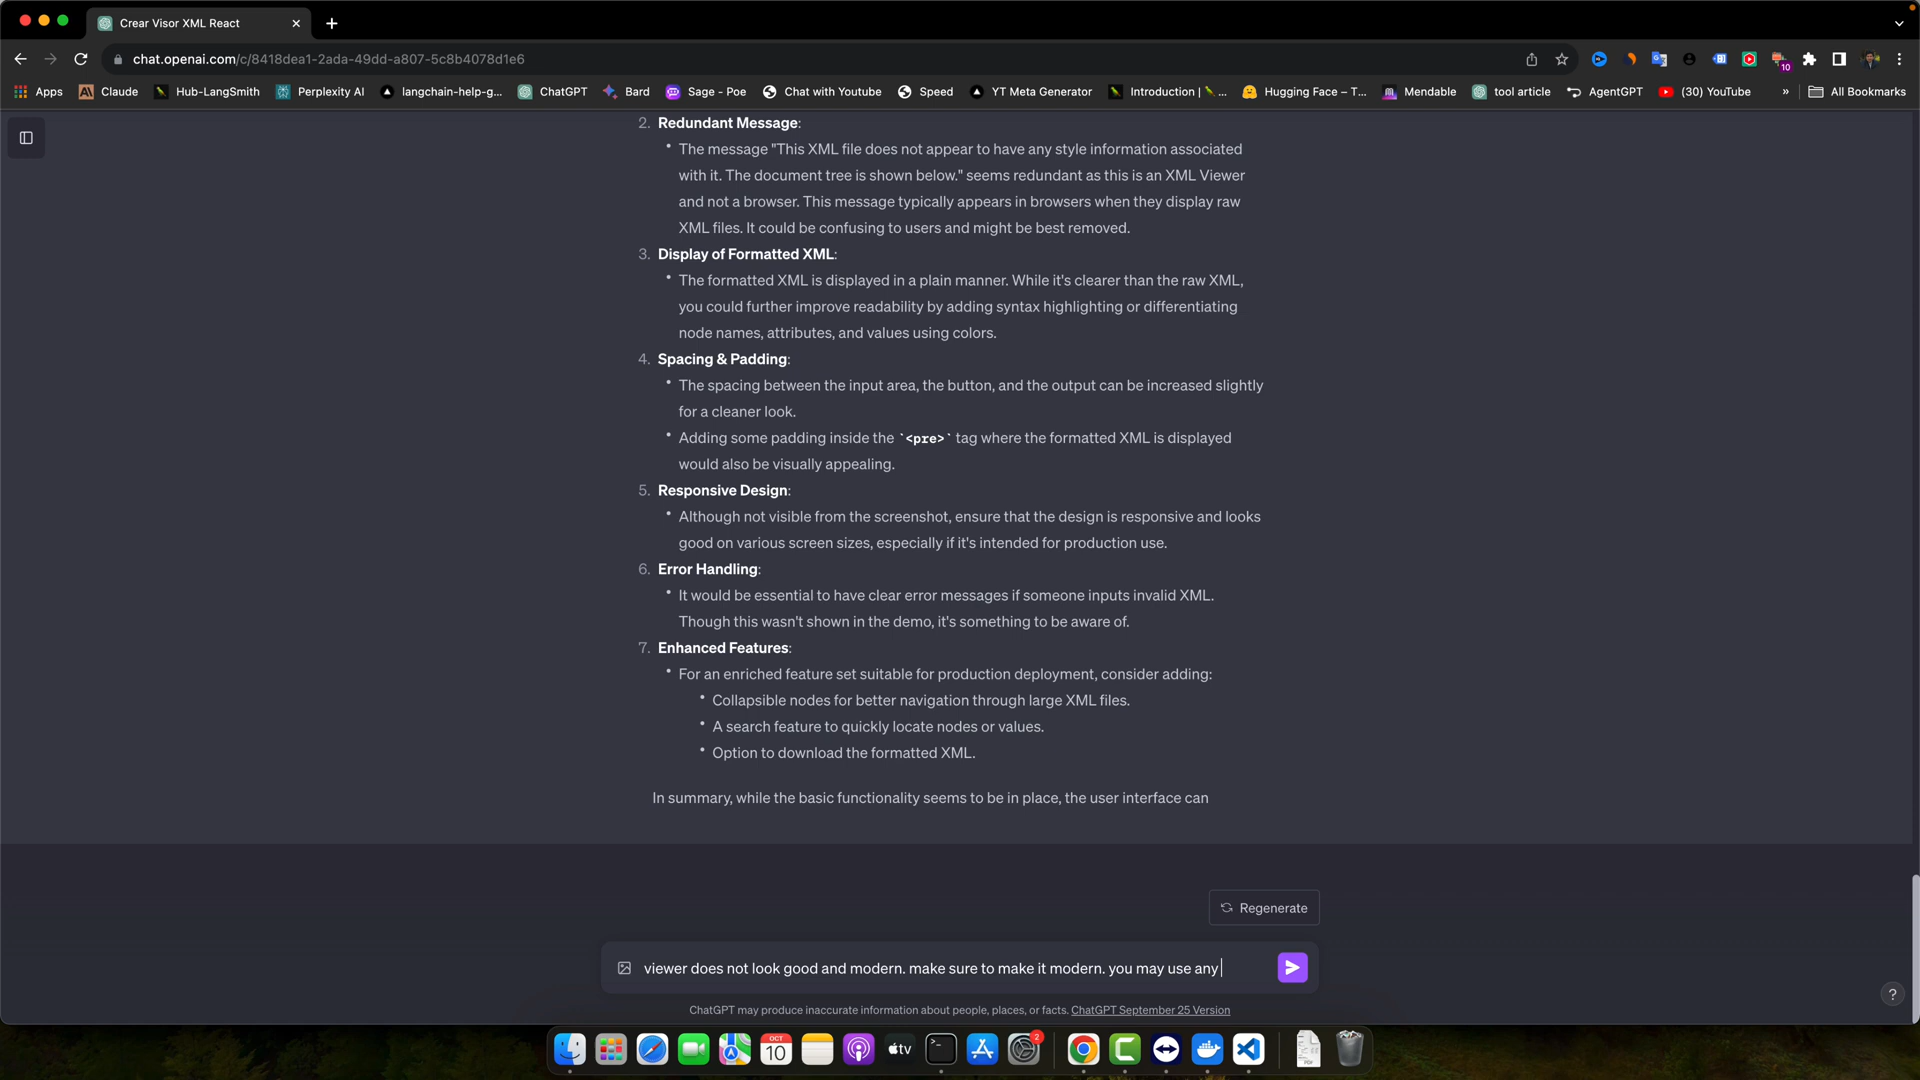 Crear Visor XML React
chat.openai.com/c/8418dea1-2ada-49dd-a807-5c8b4078d1e6
10
Apps
Claude
Hub-LangSmith
Perplexity AI
langchain-help-g...
ChatGPT
Bard
Sage - Poe
Chat with Youtube
Speed
YT Meta Generator
Introduction | 🦜...
Hugging Face – T...
Mendable
tool article
AgentGPT
(30) YouTube
»
All Bookmarks
2. Redundant Message:
• The message "This XML file does not appear to have any style information associated
with it. The document tree is shown below." seems redundant as this is an XML Viewer
and not a browser. This message typically appears in browsers when they display raw
XML files. It could be confusing to users and might be best removed.
3. Display of Formatted XML:
• The formatted XML is displayed in a plain manner. While it's clearer than the raw XML,
you could further improve readability by adding syntax highlighting or differentiating
node names, attributes, and values using colors.
4. Spacing & Padding:
• The spacing between the input area, the button, and the output can be increased slightly
for a cleaner look.
• Adding some padding inside the `<pre>` tag where the formatted XML is displayed
would also be visually appealing.
5. Responsive Design:
• Although not visible from the screenshot, ensure that the design is responsive and looks
good on various screen sizes, especially if it's intended for production use.
6. Error Handling:
• It would be essential to have clear error messages if someone inputs invalid XML.
Though this wasn't shown in the demo, it's something to be aware of.
7. Enhanced Features:
• For an enriched feature set suitable for production deployment, consider adding:
• Collapsible nodes for better navigation through large XML files.
• A search feature to quickly locate nodes or values.
• Option to download the formatted XML.
In summary, while the basic functionality seems to be in place, the user interface can
Regenerate
viewer does not look good and modern. make sure to make it modern. you may use any
ChatGPT may produce inaccurate information about people, places, or facts. ChatGPT September 25 Version
?
OCT
10
tv
2
PDF